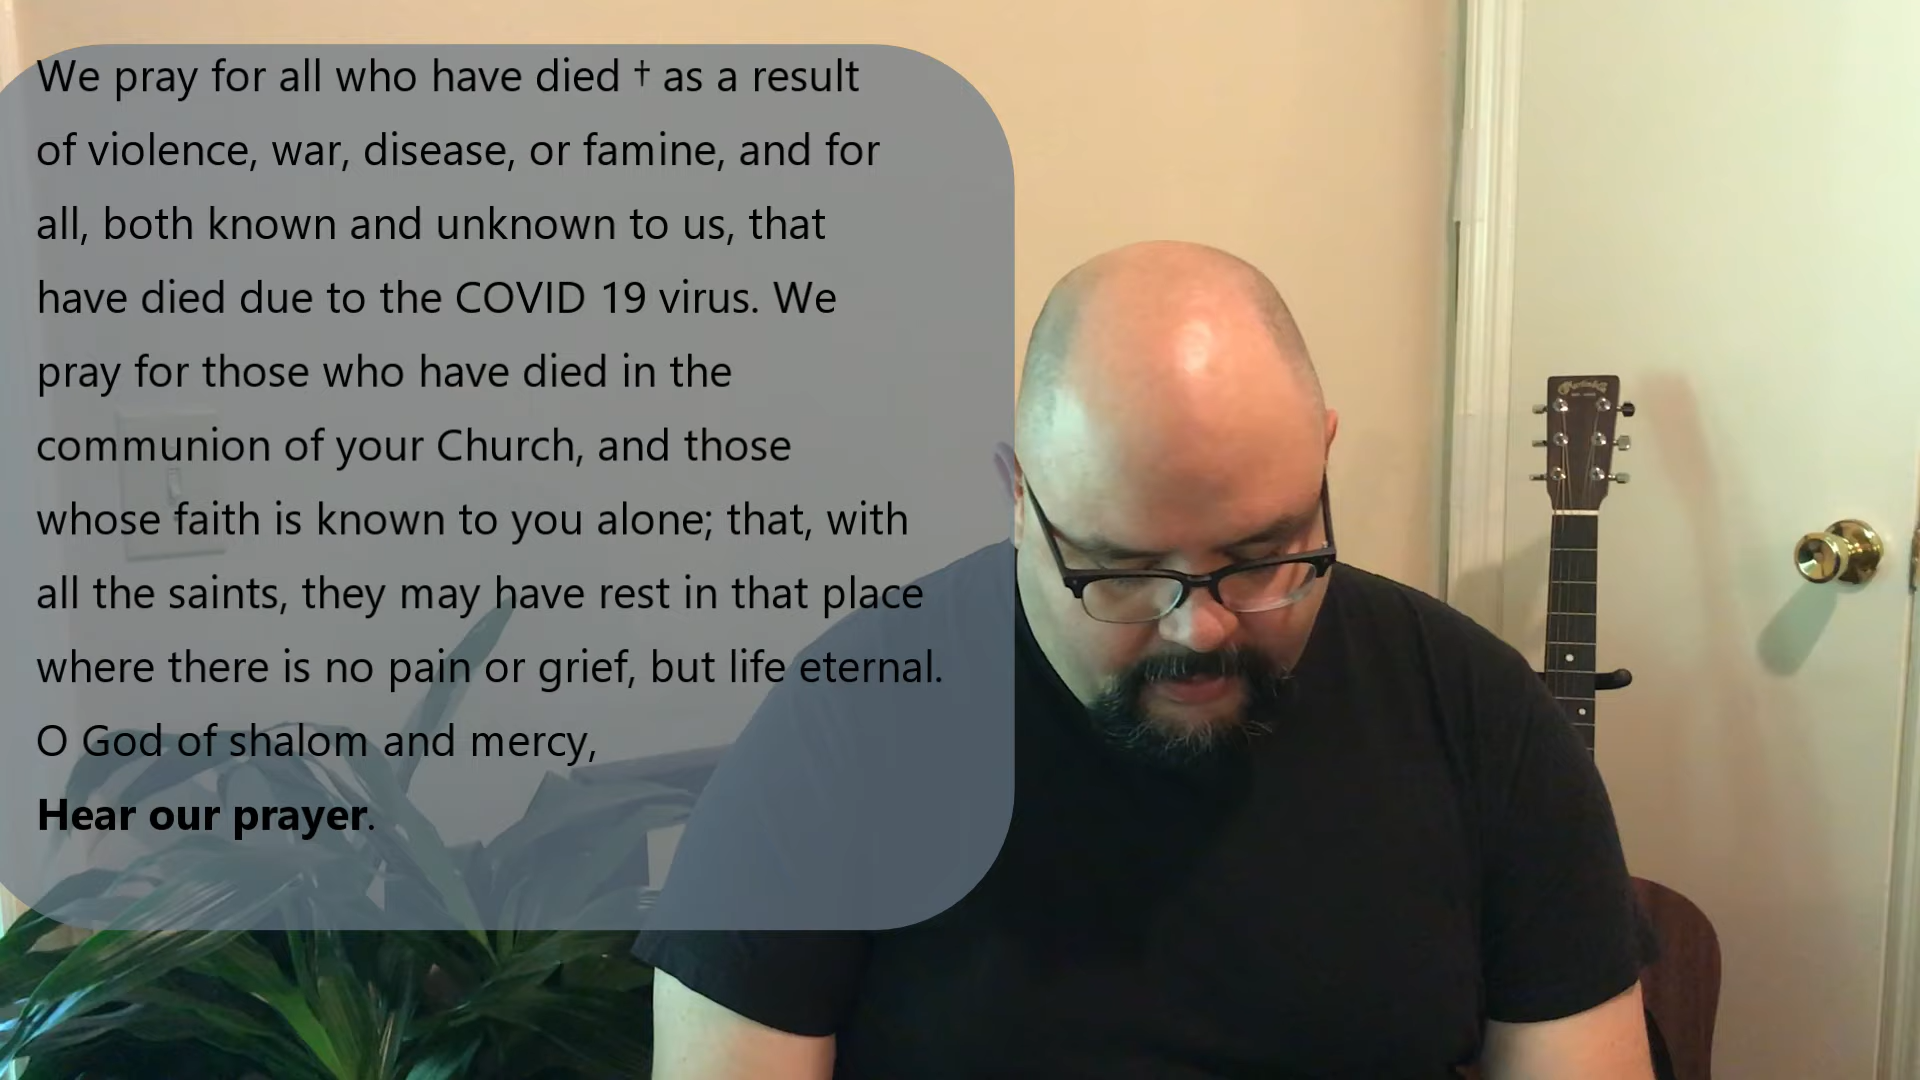 We pray for all who have died † as a result
of violence, war, disease, or famine, and for
all, both known and unknown to us, that
have died due to the COVID 19 virus. We
pray for those who have died in the
communion of your Church, and those
whose faith is known to you alone; that, with
all the saints, they may have rest in that place
where there is no pain or grief, but life eternal.
O God of shalom and mercy,
Hear our prayer.